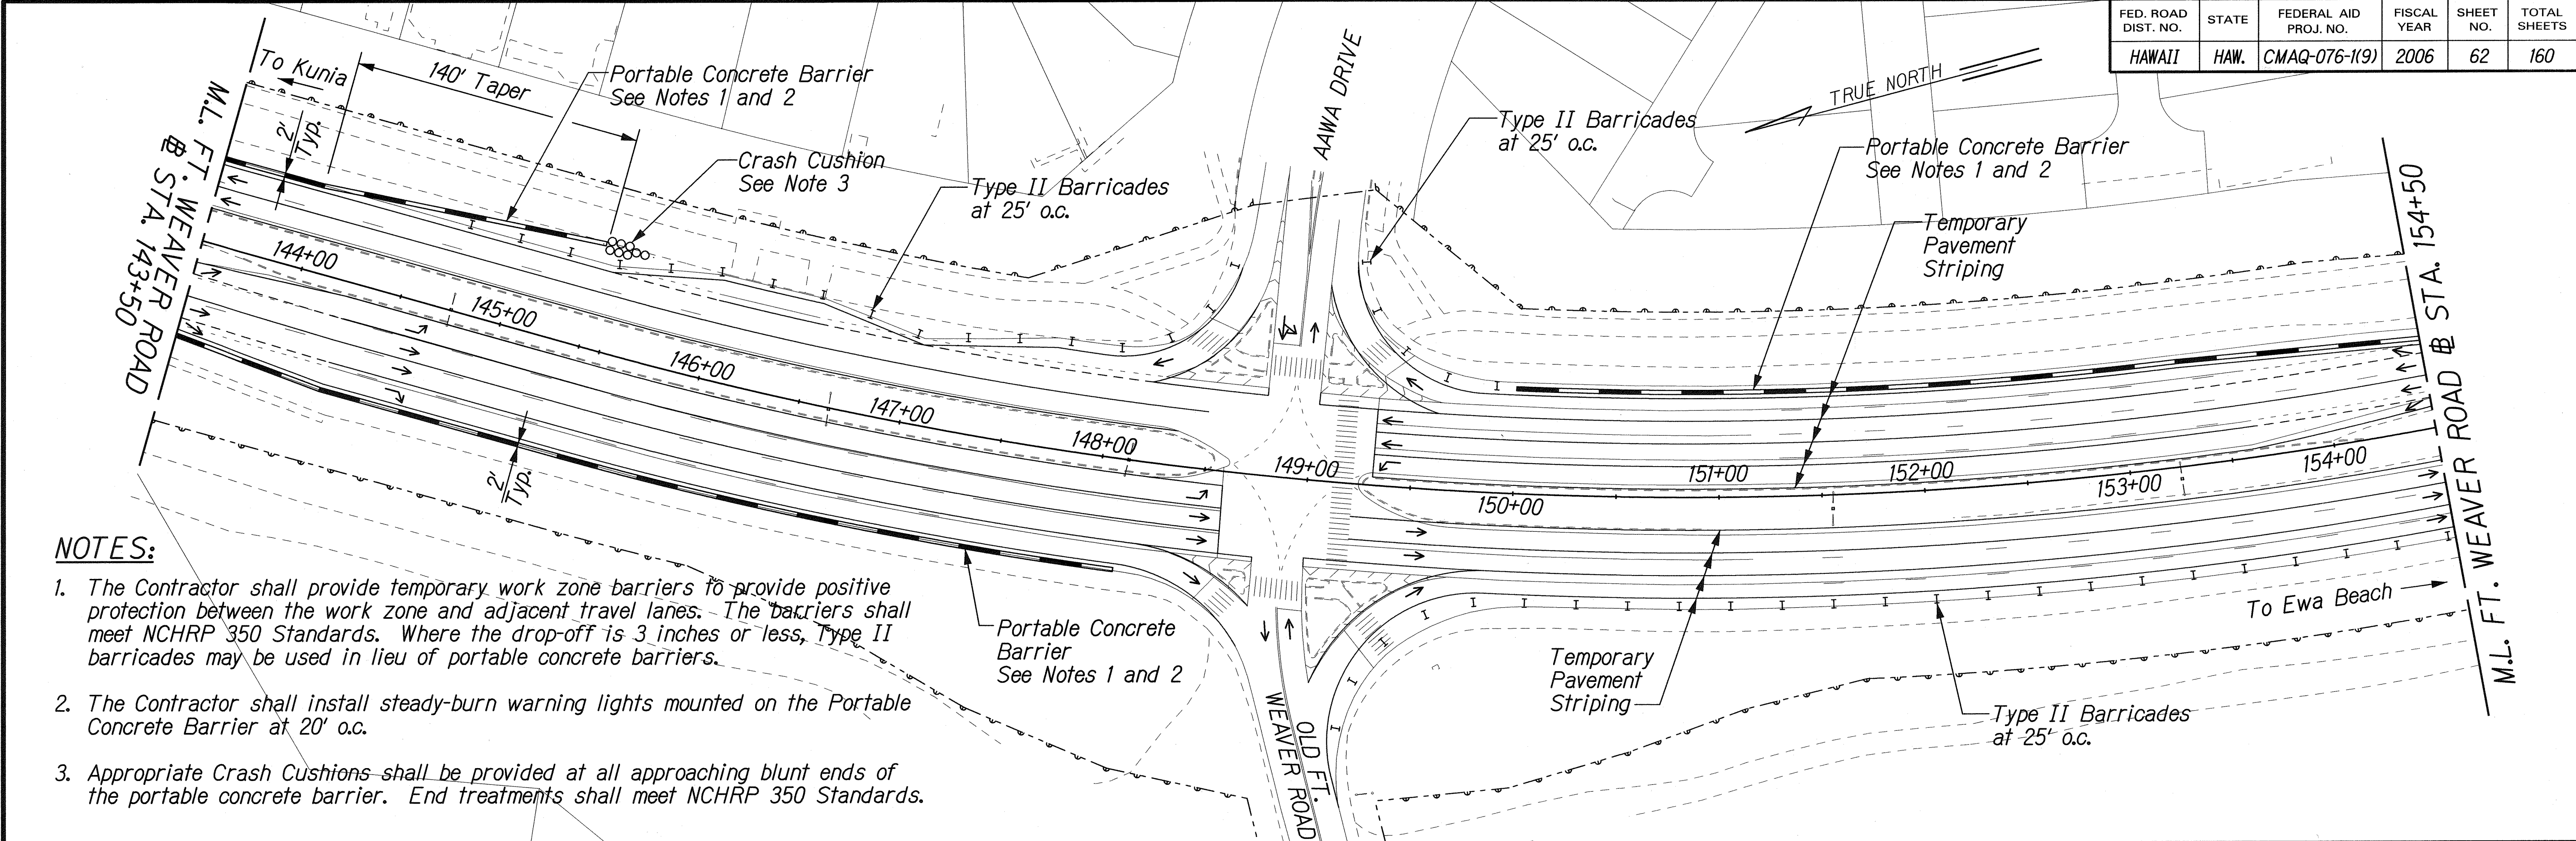 FED. ROAD DIST. NO.
STATE
FEDERAL AID PROJ. NO.
FISCAL YEAR
SHEET NO.
TOTAL SHEETS
HAWAII
HAW.
CMAQ-076-1(9)
2006
62
160
To Kunia
140' Taper
2'
Typ.
Portable Concrete Barrier
See Notes 1 and 2
Crash Cushion
See Note 3
Type II Barricades
at 25' o.c.
AAWA DRIVE
Type II Barricades
at 25' o.c.
TRUE NORTH
Portable Concrete Barrier
See Notes 1 and 2
Temporary
Pavement
Striping
M.L. FT. WEAVER ROAD
STA. 143+50
144+00
145+00
146+00
147+00
148+00
149+00
150+00
151+00
152+00
153+00
154+00
M.L. FT. WEAVER ROAD STA. 154+50
2'
Typ.
To Ewa Beach
Portable Concrete
Barrier
See Notes 1 and 2
Temporary
Pavement
Striping
Type II Barricades
at 25' o.c.
OLD FT.
WEAVER ROAD
NOTES:
1. The Contractor shall provide temporary work zone barriers to provide positive
protection between the work zone and adjacent travel lanes. The barriers shall
meet NCHRP 350 Standards. Where the drop-off is 3 inches or less, Type II
barricades may be used in lieu of portable concrete barriers.
2. The Contractor shall install steady-burn warning lights mounted on the Portable
Concrete Barrier at 20' o.c.
3. Appropriate Crash Cushions shall be provided at all approaching blunt ends of
the portable concrete barrier. End treatments shall meet NCHRP 350 Standards.